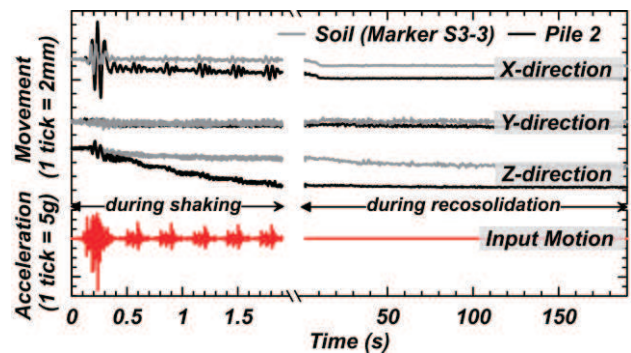 Soil (Marker S3-3) Pile 2
X-direction
Y-direction
Z-direction
during shaking during recosolidation
Input Motion
Movement
(1 tick = 2mm)
Acceleration
(1 tick = 5g)
0 0.5 1 1.5 50 100 150
Time (s)